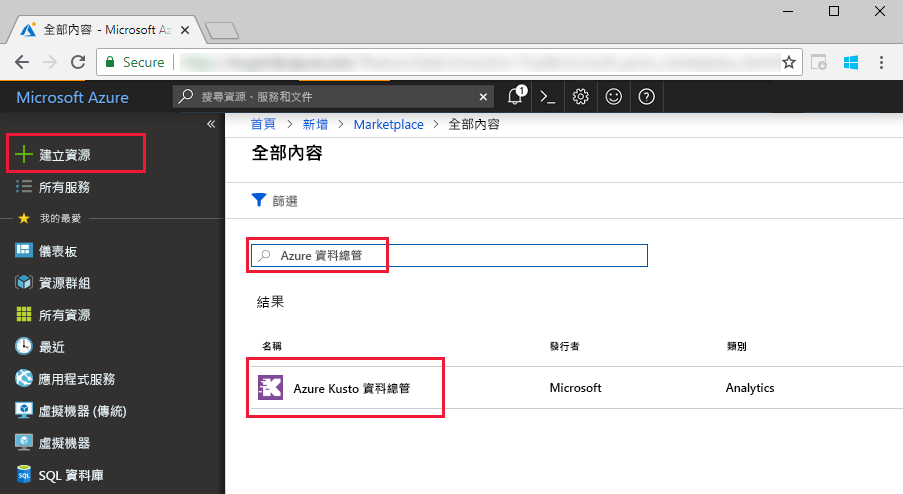 全部內容 - Microsoft Az
Secure
Microsoft Azure
搜尋資源、服務和文件
1
首頁 > 新增 > Marketplace > 全部內容
全部內容
建立資源
所有服務
我的最愛
儀表板
資源群組
所有資源
最近
應用程式服務
虛擬機器 (傳統)
虛擬機器
SQL 資料庫
篩選
Azure 資料總管
結果
名稱 發行者 類別
Azure Kusto 資料總管 Microsoft Analytics